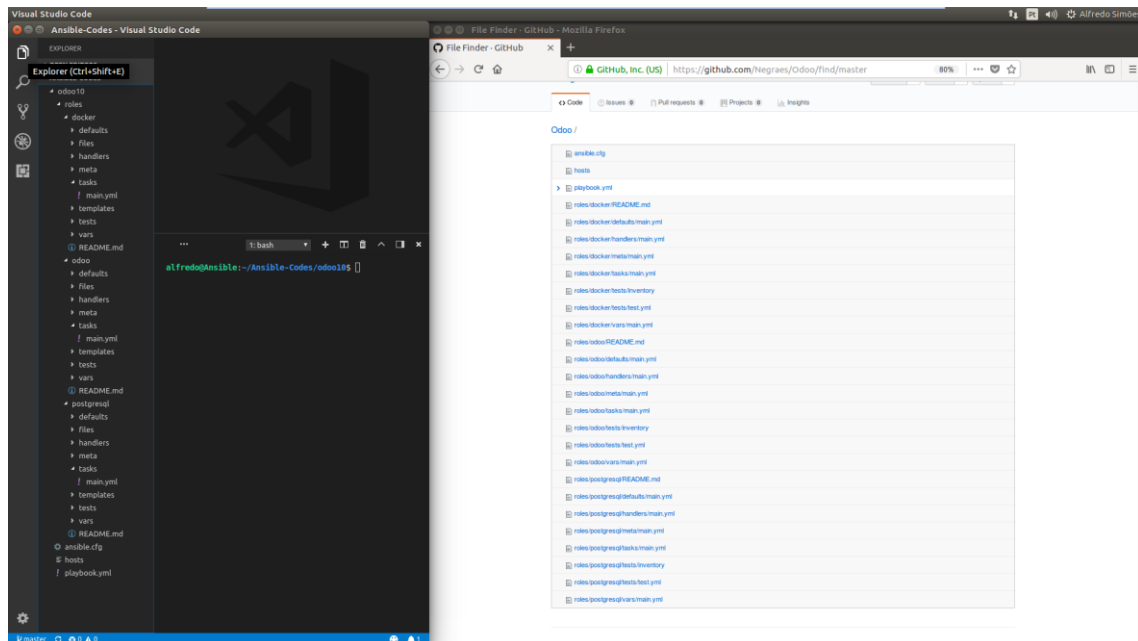 Visual Studio Code
Pt
Alfredo Simõe
Ansible-Codes - Visual Studio Code
EXPLORER
Explorer (Ctrl+Shift+E)
odoo10
roles
docker
defaults
files
handlers
meta
tasks
! main.yml
templates
tests
vars
README.md
odoo
defaults
files
handlers
meta
tasks
! main.yml
templates
tests
vars
README.md
postgresql
defaults
files
handlers
meta
tasks
! main.yml
templates
tests
vars
README.md
ansible.cfg
hosts
! playbook.yml
master
0 0
1
...
1: bash
alfredo@Ansible:~/Ansible-Codes/odoo10$
File Finder - GitHub - Mozilla Firefox
File Finder - GitHub
GitHub, Inc. (US)
https://github.com/Negraes/Odoo/find/master
80%
Code
Issues 0
Pull requests 0
Projects 0
Insights
Odoo /
ansible.cfg
hosts
playbook.yml
roles/docker/README.md
roles/docker/defaults/main.yml
roles/docker/handlers/main.yml
roles/docker/meta/main.yml
roles/docker/tasks/main.yml
roles/docker/tests/inventory
roles/docker/tests/test.yml
roles/docker/vars/main.yml
roles/odoo/README.md
roles/odoo/defaults/main.yml
roles/odoo/handlers/main.yml
roles/odoo/meta/main.yml
roles/odoo/tasks/main.yml
roles/odoo/tests/inventory
roles/odoo/tests/test.yml
roles/odoo/vars/main.yml
roles/postgresql/README.md
roles/postgresql/defaults/main.yml
roles/postgresql/handlers/main.yml
roles/postgresql/meta/main.yml
roles/postgresql/tasks/main.yml
roles/postgresql/tests/inventory
roles/postgresql/tests/test.yml
roles/postgresql/vars/main.yml